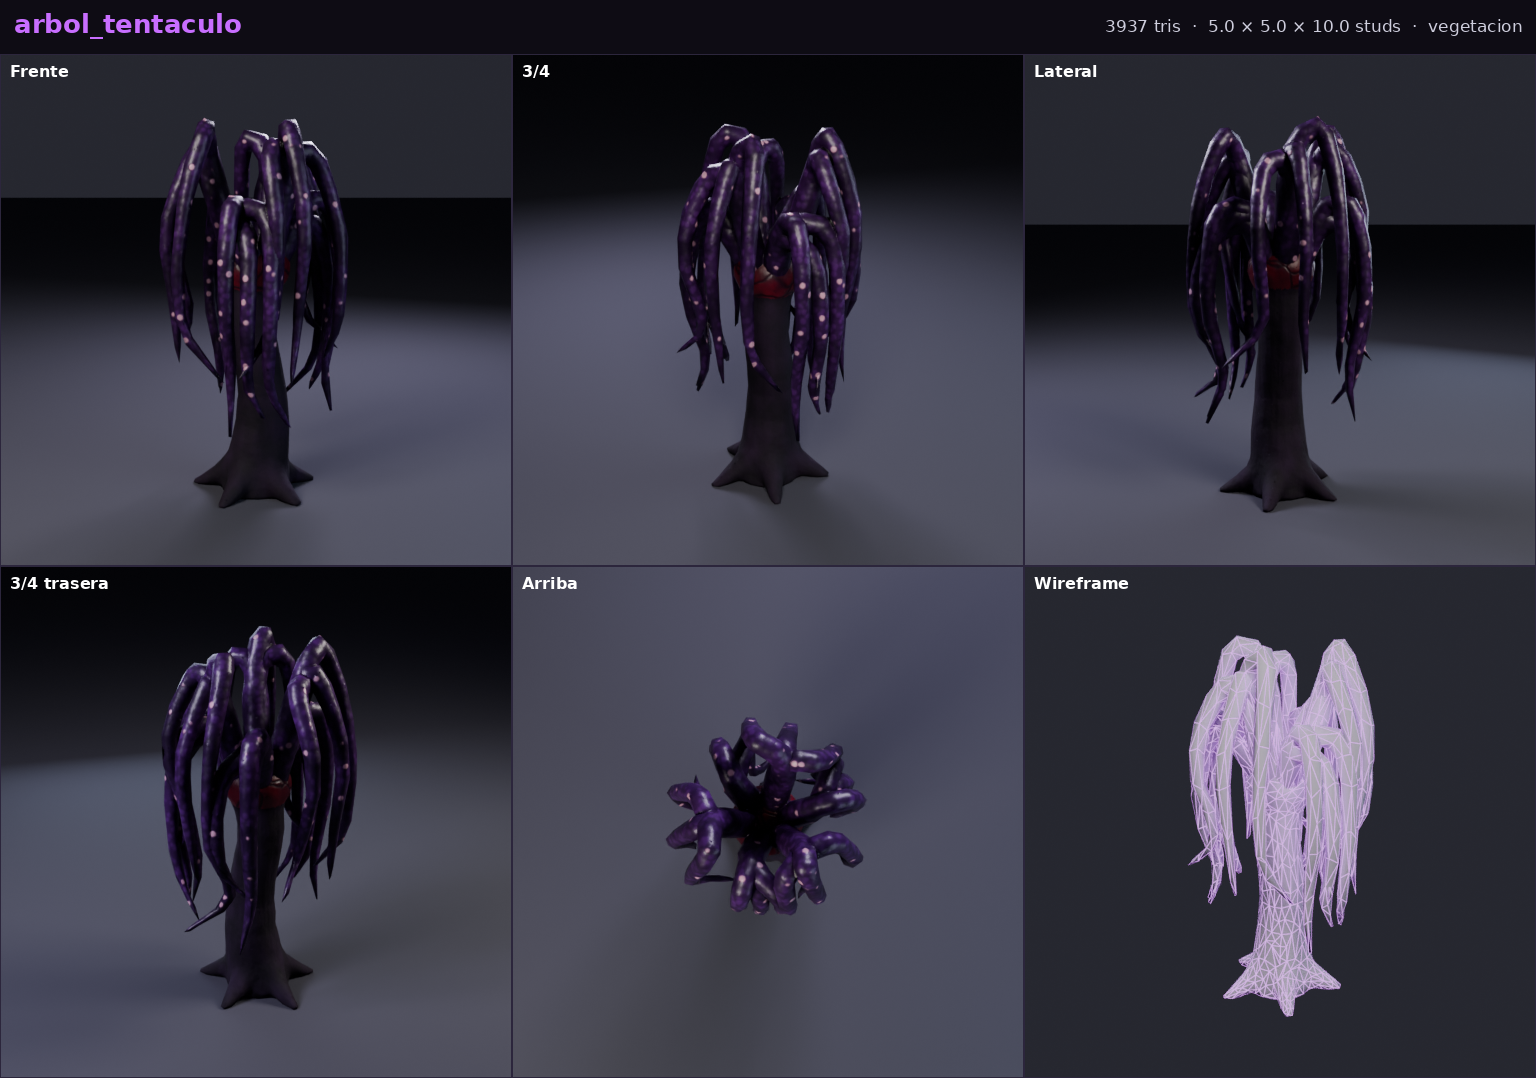 arbol_tentaculo
3937 tris · 5.0 × 5.0 × 10.0 studs · vegetacion
Frente
3/4
Lateral
3/4 trasera
Arriba
Wireframe